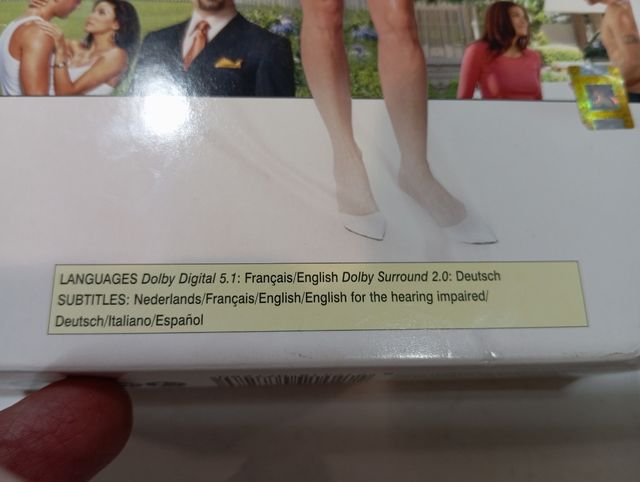 LANGUAGES Dolby Digital 5.1: Français/English Dolby Surround 2.0: Deutsch
SUBTITLES: Nederlands/Français/English/English for the hearing impaired/
Deutsch/Italiano/Español